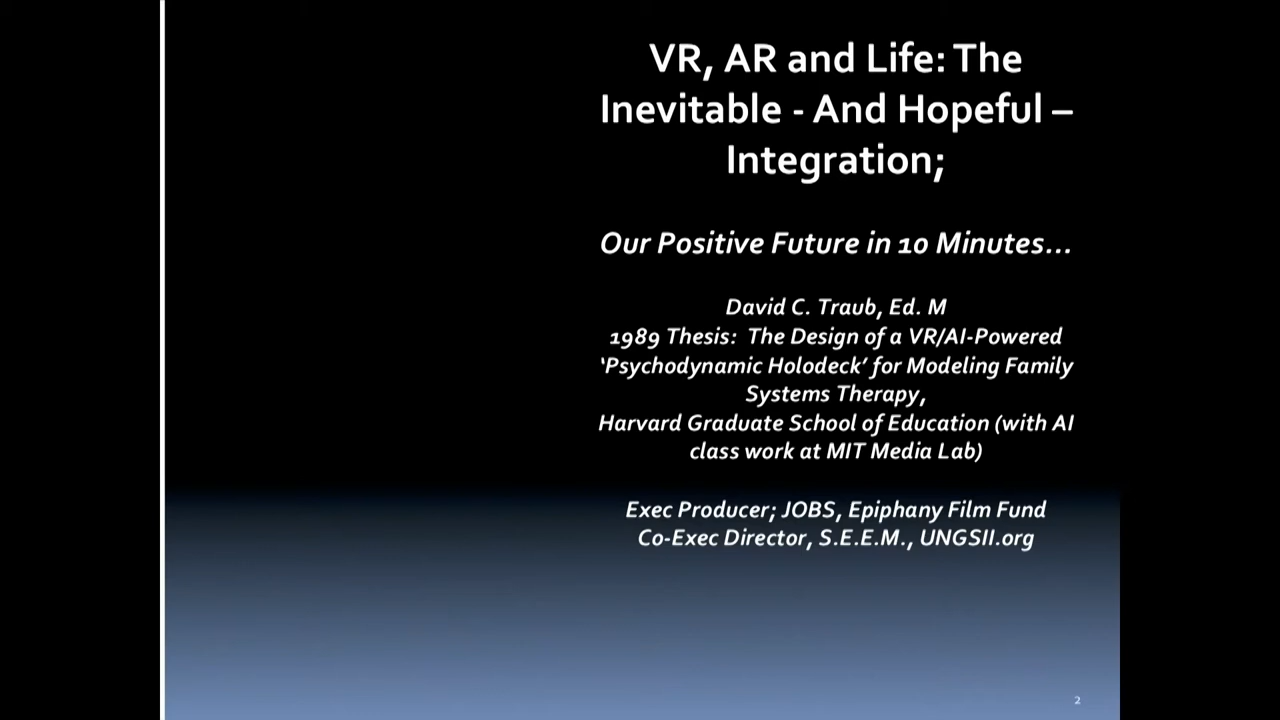 VR, AR and Life: The
Inevitable - And Hopeful –
Integration;
Our Positive Future in 10 Minutes...
David C. Traub, Ed. M
1989 Thesis: The Design of a VR/AI-Powered
‘Psychodynamic Holodeck’ for Modeling Family
Systems Therapy,
Harvard Graduate School of Education (with AI
class work at MIT Media Lab)
Exec Producer; JOBS, Epiphany Film Fund
Co-Exec Director, S.E.E.M., UNGSII.org
2